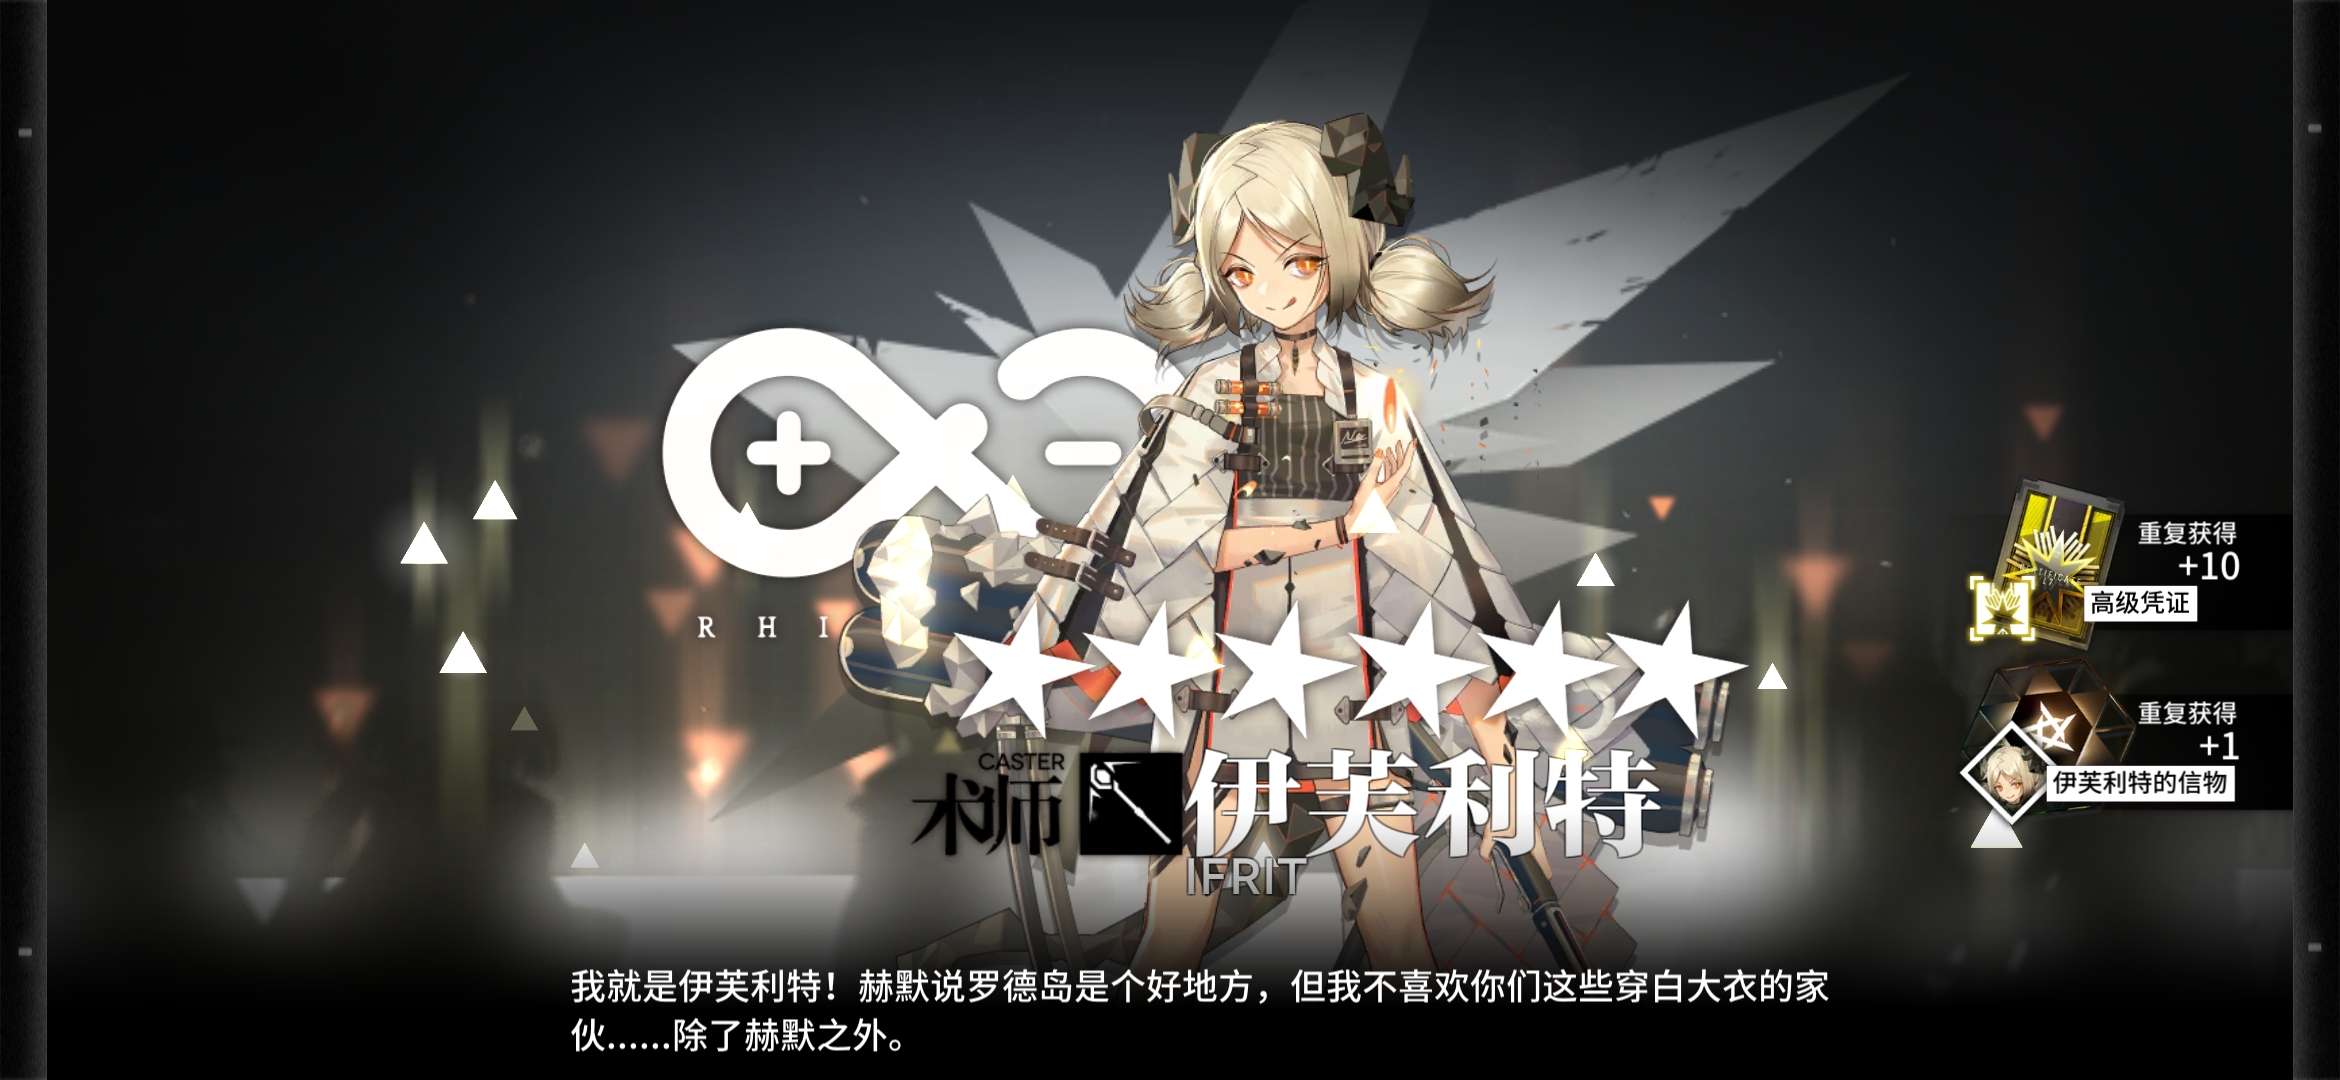 R H I
重复获得
+10
高级凭证
重复获得
+1
伊芙利特的信物
CASTER
术师
伊芙利特
IFRIT
我就是伊芙利特！赫默说罗德岛是个好地方，但我不喜欢你们这些穿白大衣的家
伙......除了赫默之外。